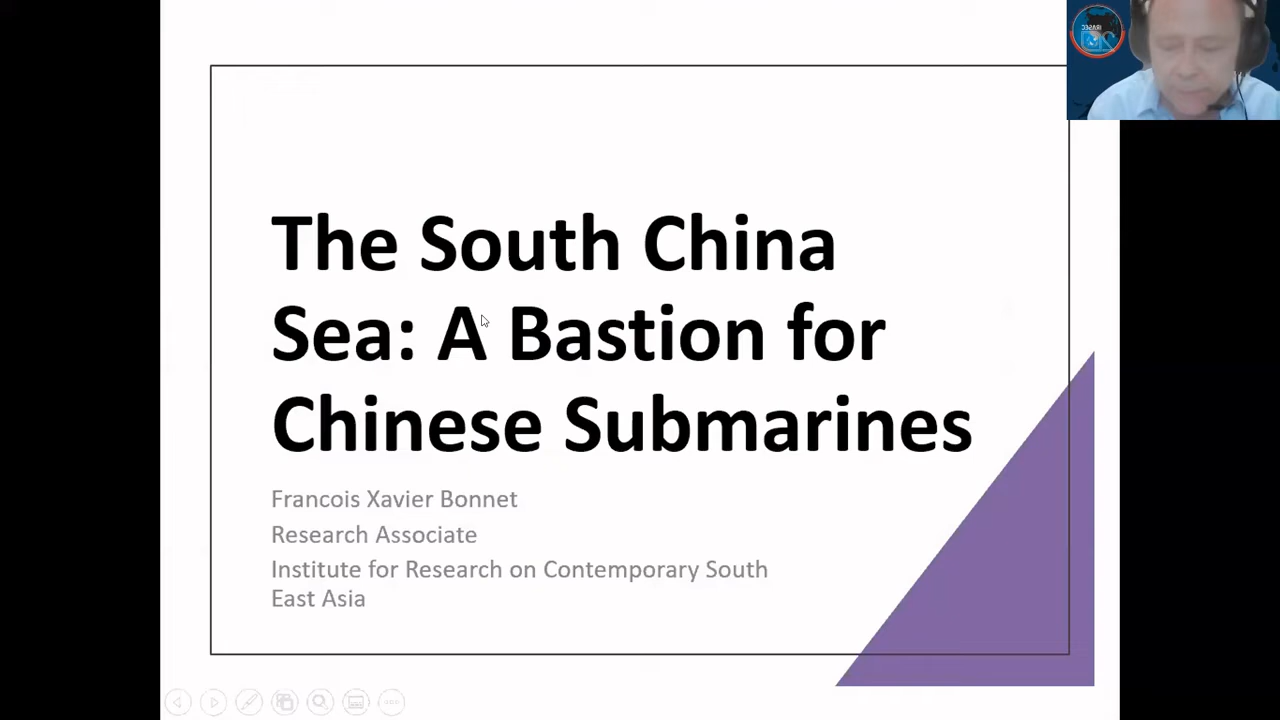 The South China
Sea: A Bastion for
Chinese Submarines
Francois Xavier Bonnet
Research Associate
Institute for Research on Contemporary South
East Asia
IRASEC